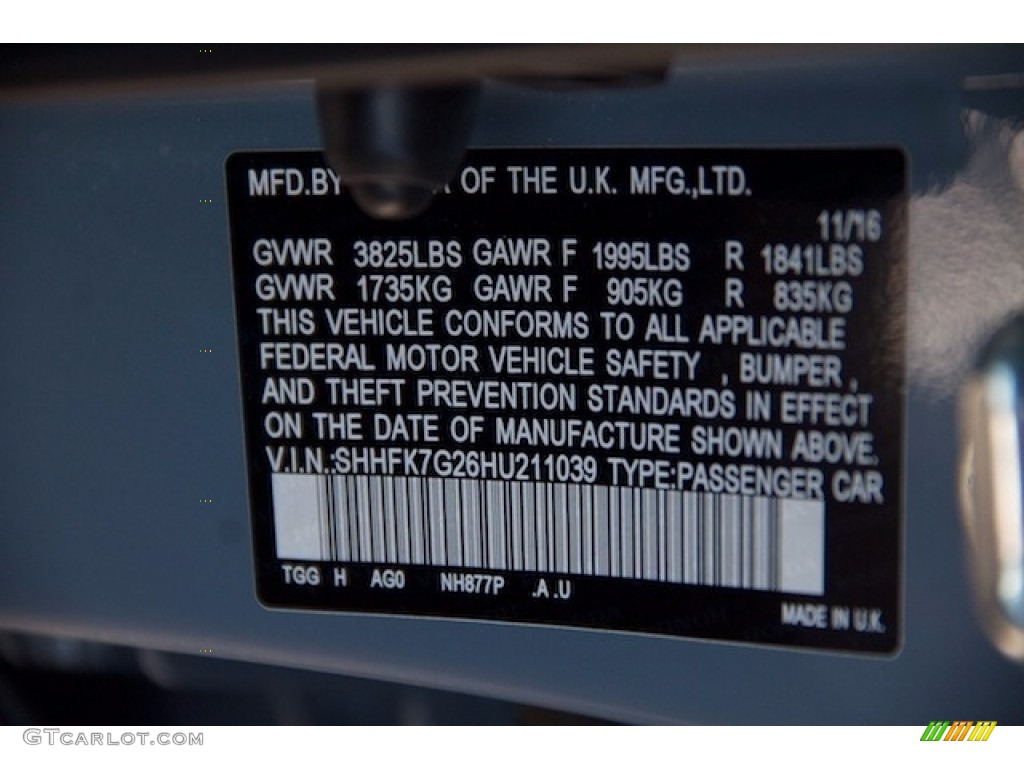 MFD.BY OF THE U.K. MFG.,LTD.
11/16
GVWR 3825LBS GAWR F 1995LBS R 1841LBS
GVWR 1735KG GAWR F 905KG R 835KG
THIS VEHICLE CONFORMS TO ALL APPLICABLE
FEDERAL MOTOR VEHICLE SAFETY , BUMPER ,
AND THEFT PREVENTION STANDARDS IN EFFECT
ON THE DATE OF MANUFACTURE SHOWN ABOVE.
V.I.N.:SHHFK7G26HU211039 TYPE:PASSENGER CAR
TGG H AG0 NH877P .A .U
MADE IN U.K.
GTcarlot.com